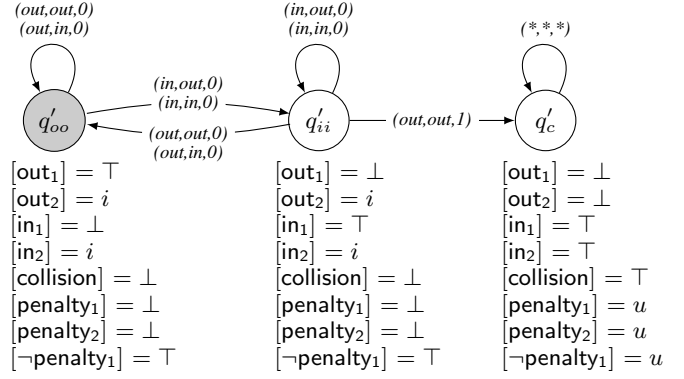 (out,out,0)
(out,in,0)
(in,out,0)
(in,in,0)
(*,*,*)
(in,out,0)
(in,in,0)
q′oo
q′ii
(out,out,1)
q′c
(out,out,0)
(out,in,0)
[out₁] = ⊤
[out₂] = i
[in₁] = ⊥
[in₂] = i
[collision] = ⊥
[penalty₁] = ⊥
[penalty₂] = ⊥
[¬penalty₁] = ⊤
[out₁] = ⊥
[out₂] = i
[in₁] = ⊤
[in₂] = i
[collision] = ⊥
[penalty₁] = ⊥
[penalty₂] = ⊥
[¬penalty₁] = ⊤
[out₁] = ⊥
[out₂] = ⊥
[in₁] = ⊤
[in₂] = ⊤
[collision] = ⊤
[penalty₁] = u
[penalty₂] = u
[¬penalty₁] = u